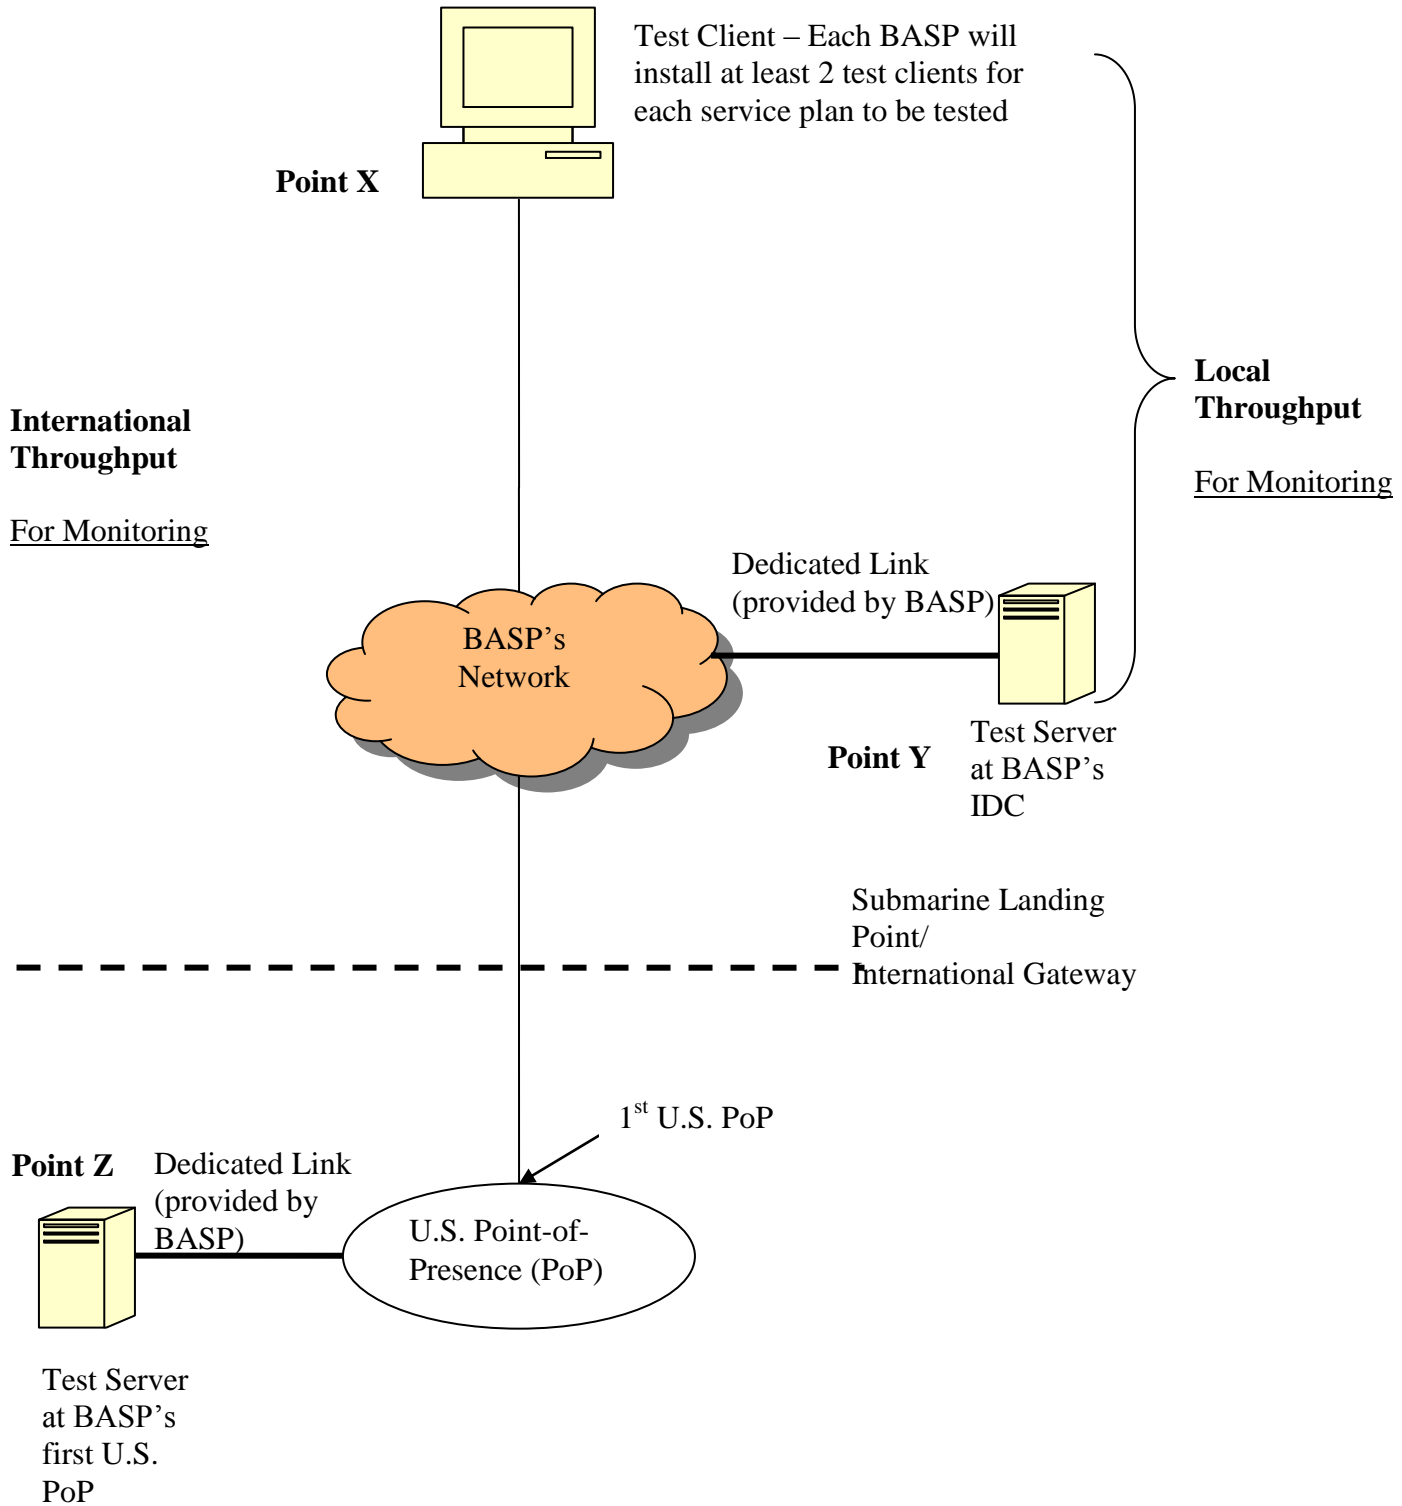 Test Client – Each BASP will
install at least 2 test clients for
each service plan to be tested
Point X
Local
Throughput
For Monitoring
International
Throughput
For Monitoring
Dedicated Link
(provided by BASP)
BASP’s
Network
Point Y
Test Server
at BASP’s
IDC
Submarine Landing
Point/
International Gateway
1st U.S. PoP
Point Z
Dedicated Link
(provided by
BASP)
U.S. Point-of-
Presence (PoP)
Test Server
at BASP’s
first U.S.
PoP